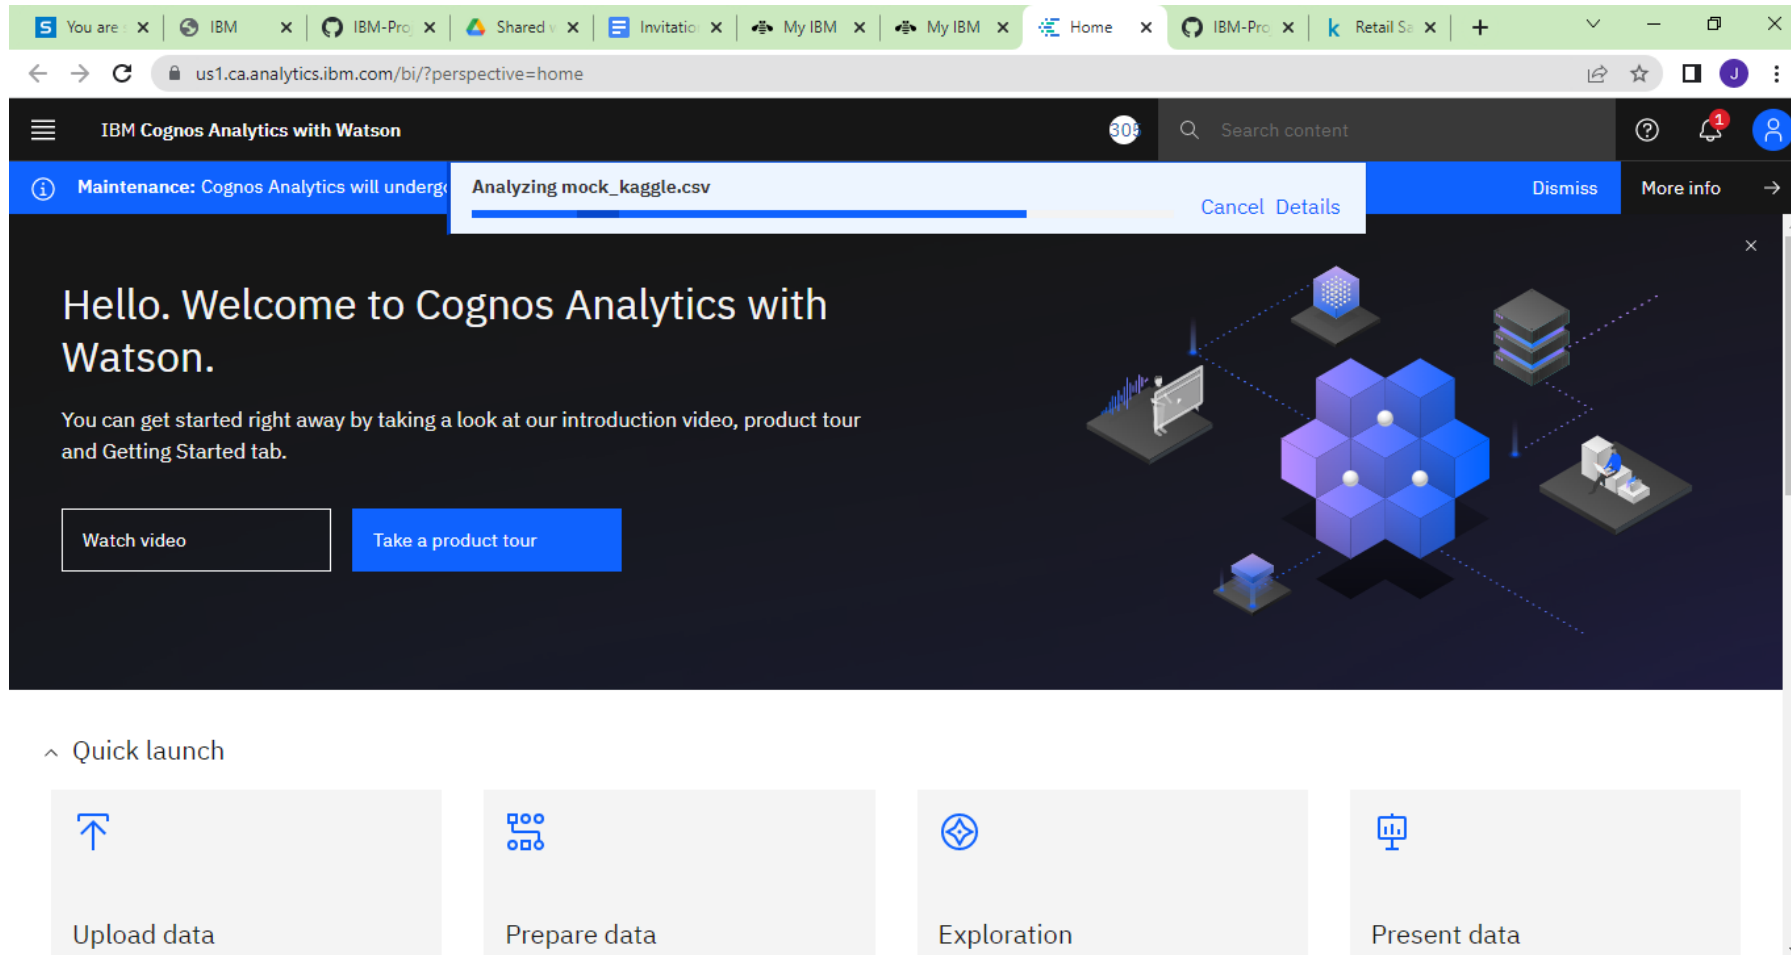 You are
IBM
IBM-Pro
Shared
Invitatio
My IBM
My IBM
Home
IBM-Pro
k Retail Sa
us1.ca.analytics.ibm.com/bi/?perspective=home
J
IBM Cognos Analytics with Watson
305
Search content
1
Maintenance: Cognos Analytics will undergo
Analyzing mock_kaggle.csv
Cancel Details
Dismiss
More info
Hello. Welcome to Cognos Analytics with
Watson.
You can get started right away by taking a look at our introduction video, product tour
and Getting Started tab.
Watch video
Take a product tour
Quick launch
Upload data
Prepare data
Exploration
Present data